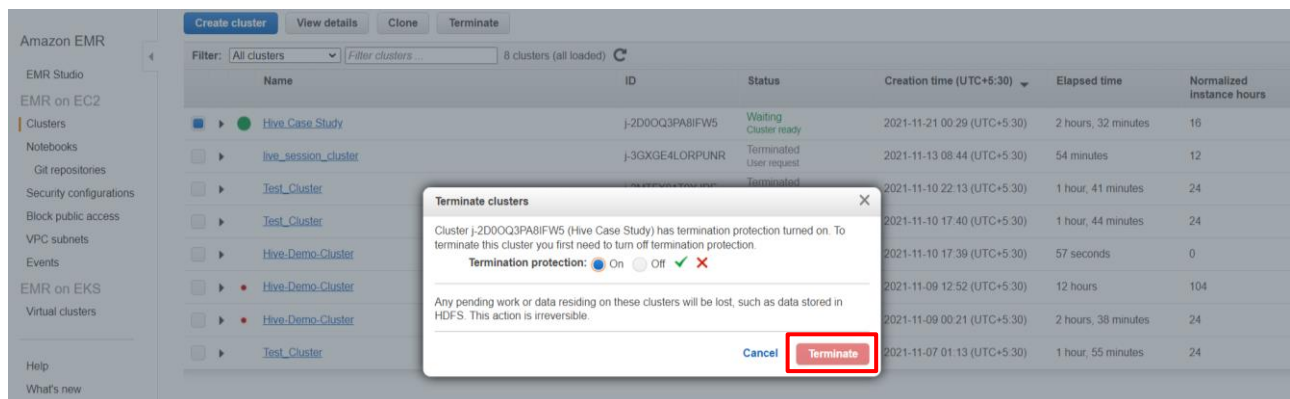 Create cluster View details Clone Terminate
Amazon EMR
Filter: All clusters Filter clusters ... 8 clusters (all loaded)
EMR Studio
Name ID Status Creation time (UTC+5:30) Elapsed time Normalized instance hours
EMR on EC2
Clusters
Hive Case Study j-2D0OQ3PA8IFW5 Waiting Cluster ready 2021-11-21 00:29 (UTC+5:30) 2 hours, 32 minutes 16
Notebooks
live_session_cluster j-3GXGE4LORPUNR Terminated User request 2021-11-13 08:44 (UTC+5:30) 54 minutes 12
Git repositories
Security configurations
Test_Cluster Terminated 2021-11-10 22:13 (UTC+5:30) 1 hour, 41 minutes 24
Block public access
Test_Cluster 2021-11-10 17:40 (UTC+5:30) 1 hour, 44 minutes 24
VPC subnets
Hive-Demo-Cluster 2021-11-10 17:39 (UTC+5:30) 57 seconds 0
Events
EMR on EKS
Hive-Demo-Cluster 2021-11-09 12:52 (UTC+5:30) 12 hours 104
Virtual clusters
Hive-Demo-Cluster 2021-11-09 00:21 (UTC+5:30) 2 hours, 38 minutes 24
Test_Cluster 2021-11-07 01:13 (UTC+5:30) 1 hour, 55 minutes 24
Help
What's new
Terminate clusters
Cluster j-2D0OQ3PA8IFW5 (Hive Case Study) has termination protection turned on. To
terminate this cluster you first need to turn off termination protection.
Termination protection: On Off
Any pending work or data residing on these clusters will be lost, such as data stored in
HDFS. This action is irreversible.
Cancel Terminate